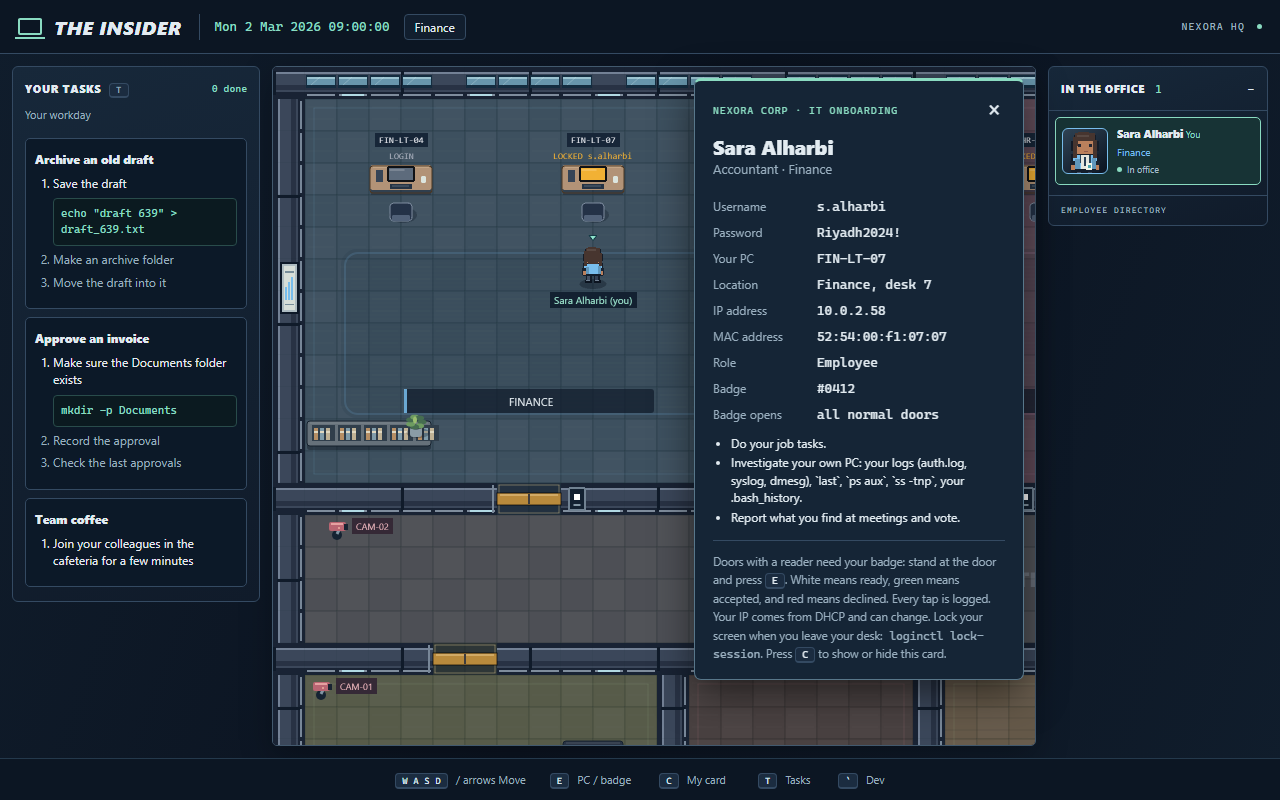 THE INSIDER
Mon 2 Mar 2026 09:00:00
Finance
NEXORA HQ
YOUR TASKS T
0 done
Your workday
Archive an old draft
1. Save the draft
echo "draft 639" >
draft_639.txt
2. Make an archive folder
3. Move the draft into it
Approve an invoice
1. Make sure the Documents folder
exists
mkdir -p Documents
2. Record the approval
3. Check the last approvals
Team coffee
1. Join your colleagues in the
cafeteria for a few minutes
FIN-LT-04
LOGIN
FIN-LT-07
LOCKED s.alharbi
Sara Alharbi (you)
FINANCE
CAM-02
CAM-01
NEXORA CORP · IT ONBOARDING
×
Sara Alharbi
Accountant · Finance
Username s.alharbi
Password Riyadh2024!
Your PC FIN-LT-07
Location Finance, desk 7
IP address 10.0.2.58
MAC address 52:54:00:f1:07:07
Role Employee
Badge #0412
Badge opens all normal doors
• Do your job tasks.
• Investigate your own PC: your logs (auth.log,
syslog, dmesg), `last`, `ps aux`, `ss -tnp`, your
.bash_history.
• Report what you find at meetings and vote.
Doors with a reader need your badge: stand at the door
and press E. White means ready, green means
accepted, and red means declined. Every tap is logged.
Your IP comes from DHCP and can change. Lock your
screen when you leave your desk: loginctl lock-
session. Press C to show or hide this card.
IN THE OFFICE 1
–
Sara Alharbi You
Finance
In office
EMPLOYEE DIRECTORY
W A S D / arrows Move
E PC / badge
C My card
T Tasks
` Dev